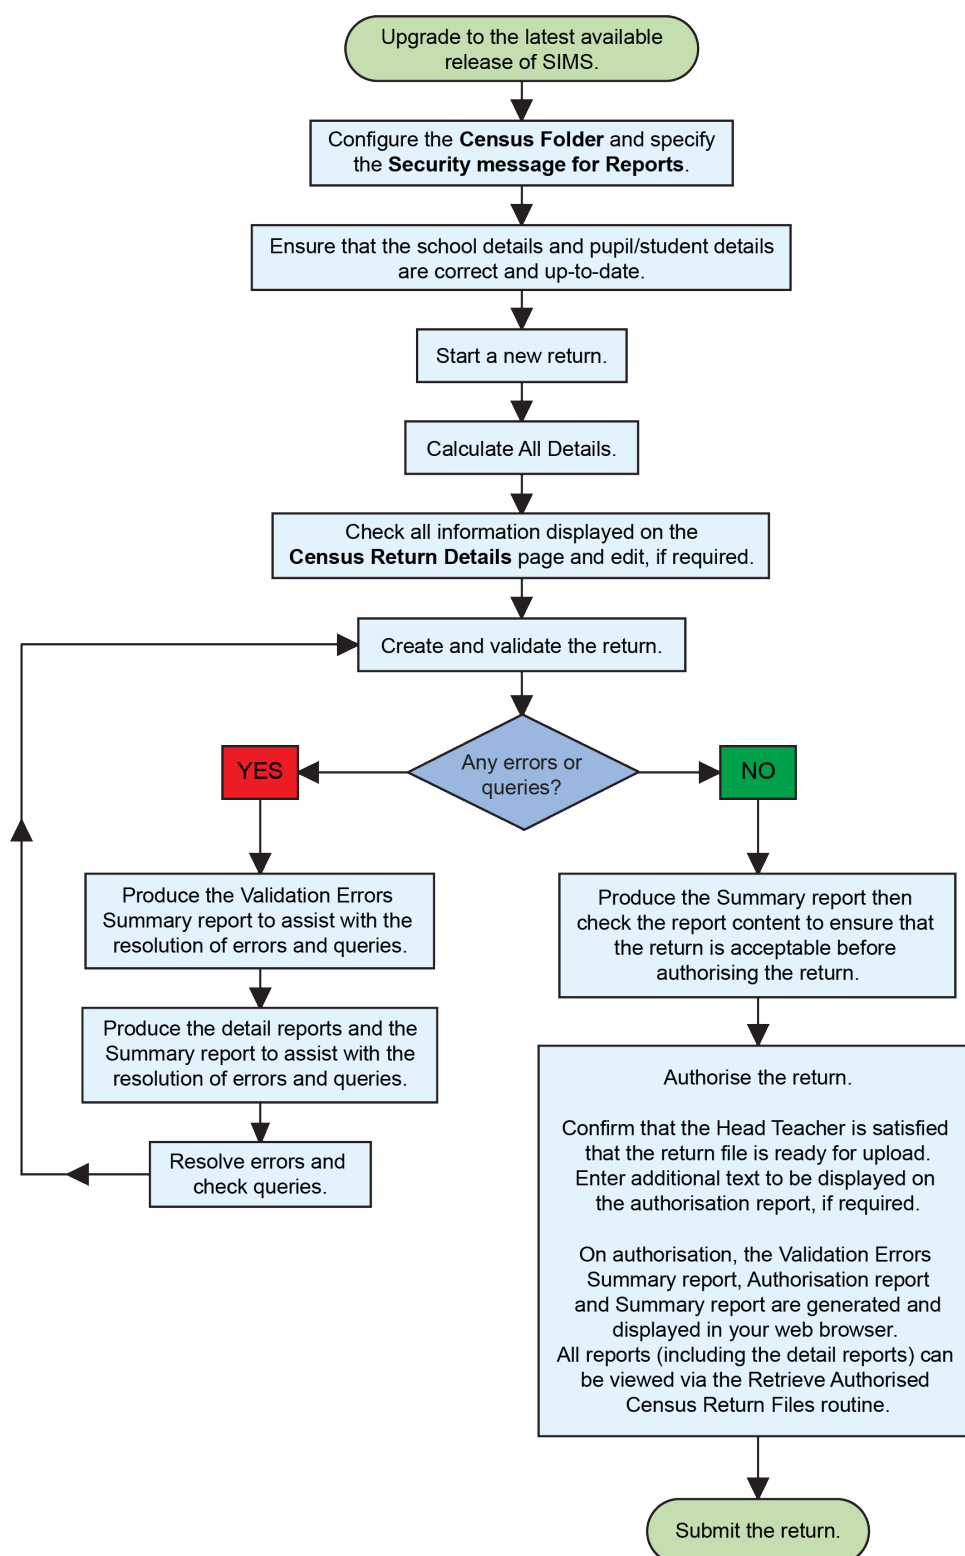 Upgrade to the latest available
release of SIMS.
Configure the Census Folder and specify
the Security message for Reports.
Ensure that the school details and pupil/student details
are correct and up-to-date.
Start a new return.
Calculate All Details.
Check all information displayed on the
Census Return Details page and edit, if required.
Create and validate the return.
Any errors or
queries?
YES
NO
Produce the Validation Errors
Summary report to assist with the
resolution of errors and queries.
Produce the detail reports and the
Summary report to assist with the
resolution of errors and queries.
Resolve errors and
check queries.
Produce the Summary report then
check the report content to ensure that
the return is acceptable before
authorising the return.
Authorise the return.
Confirm that the Head Teacher is satisfied
that the return file is ready for upload.
Enter additional text to be displayed on
the authorisation report, if required.
On authorisation, the Validation Errors
Summary report, Authorisation report
and Summary report are generated and
displayed in your web browser.
All reports (including the detail reports) can
be viewed via the Retrieve Authorised
Census Return Files routine.
Submit the return.